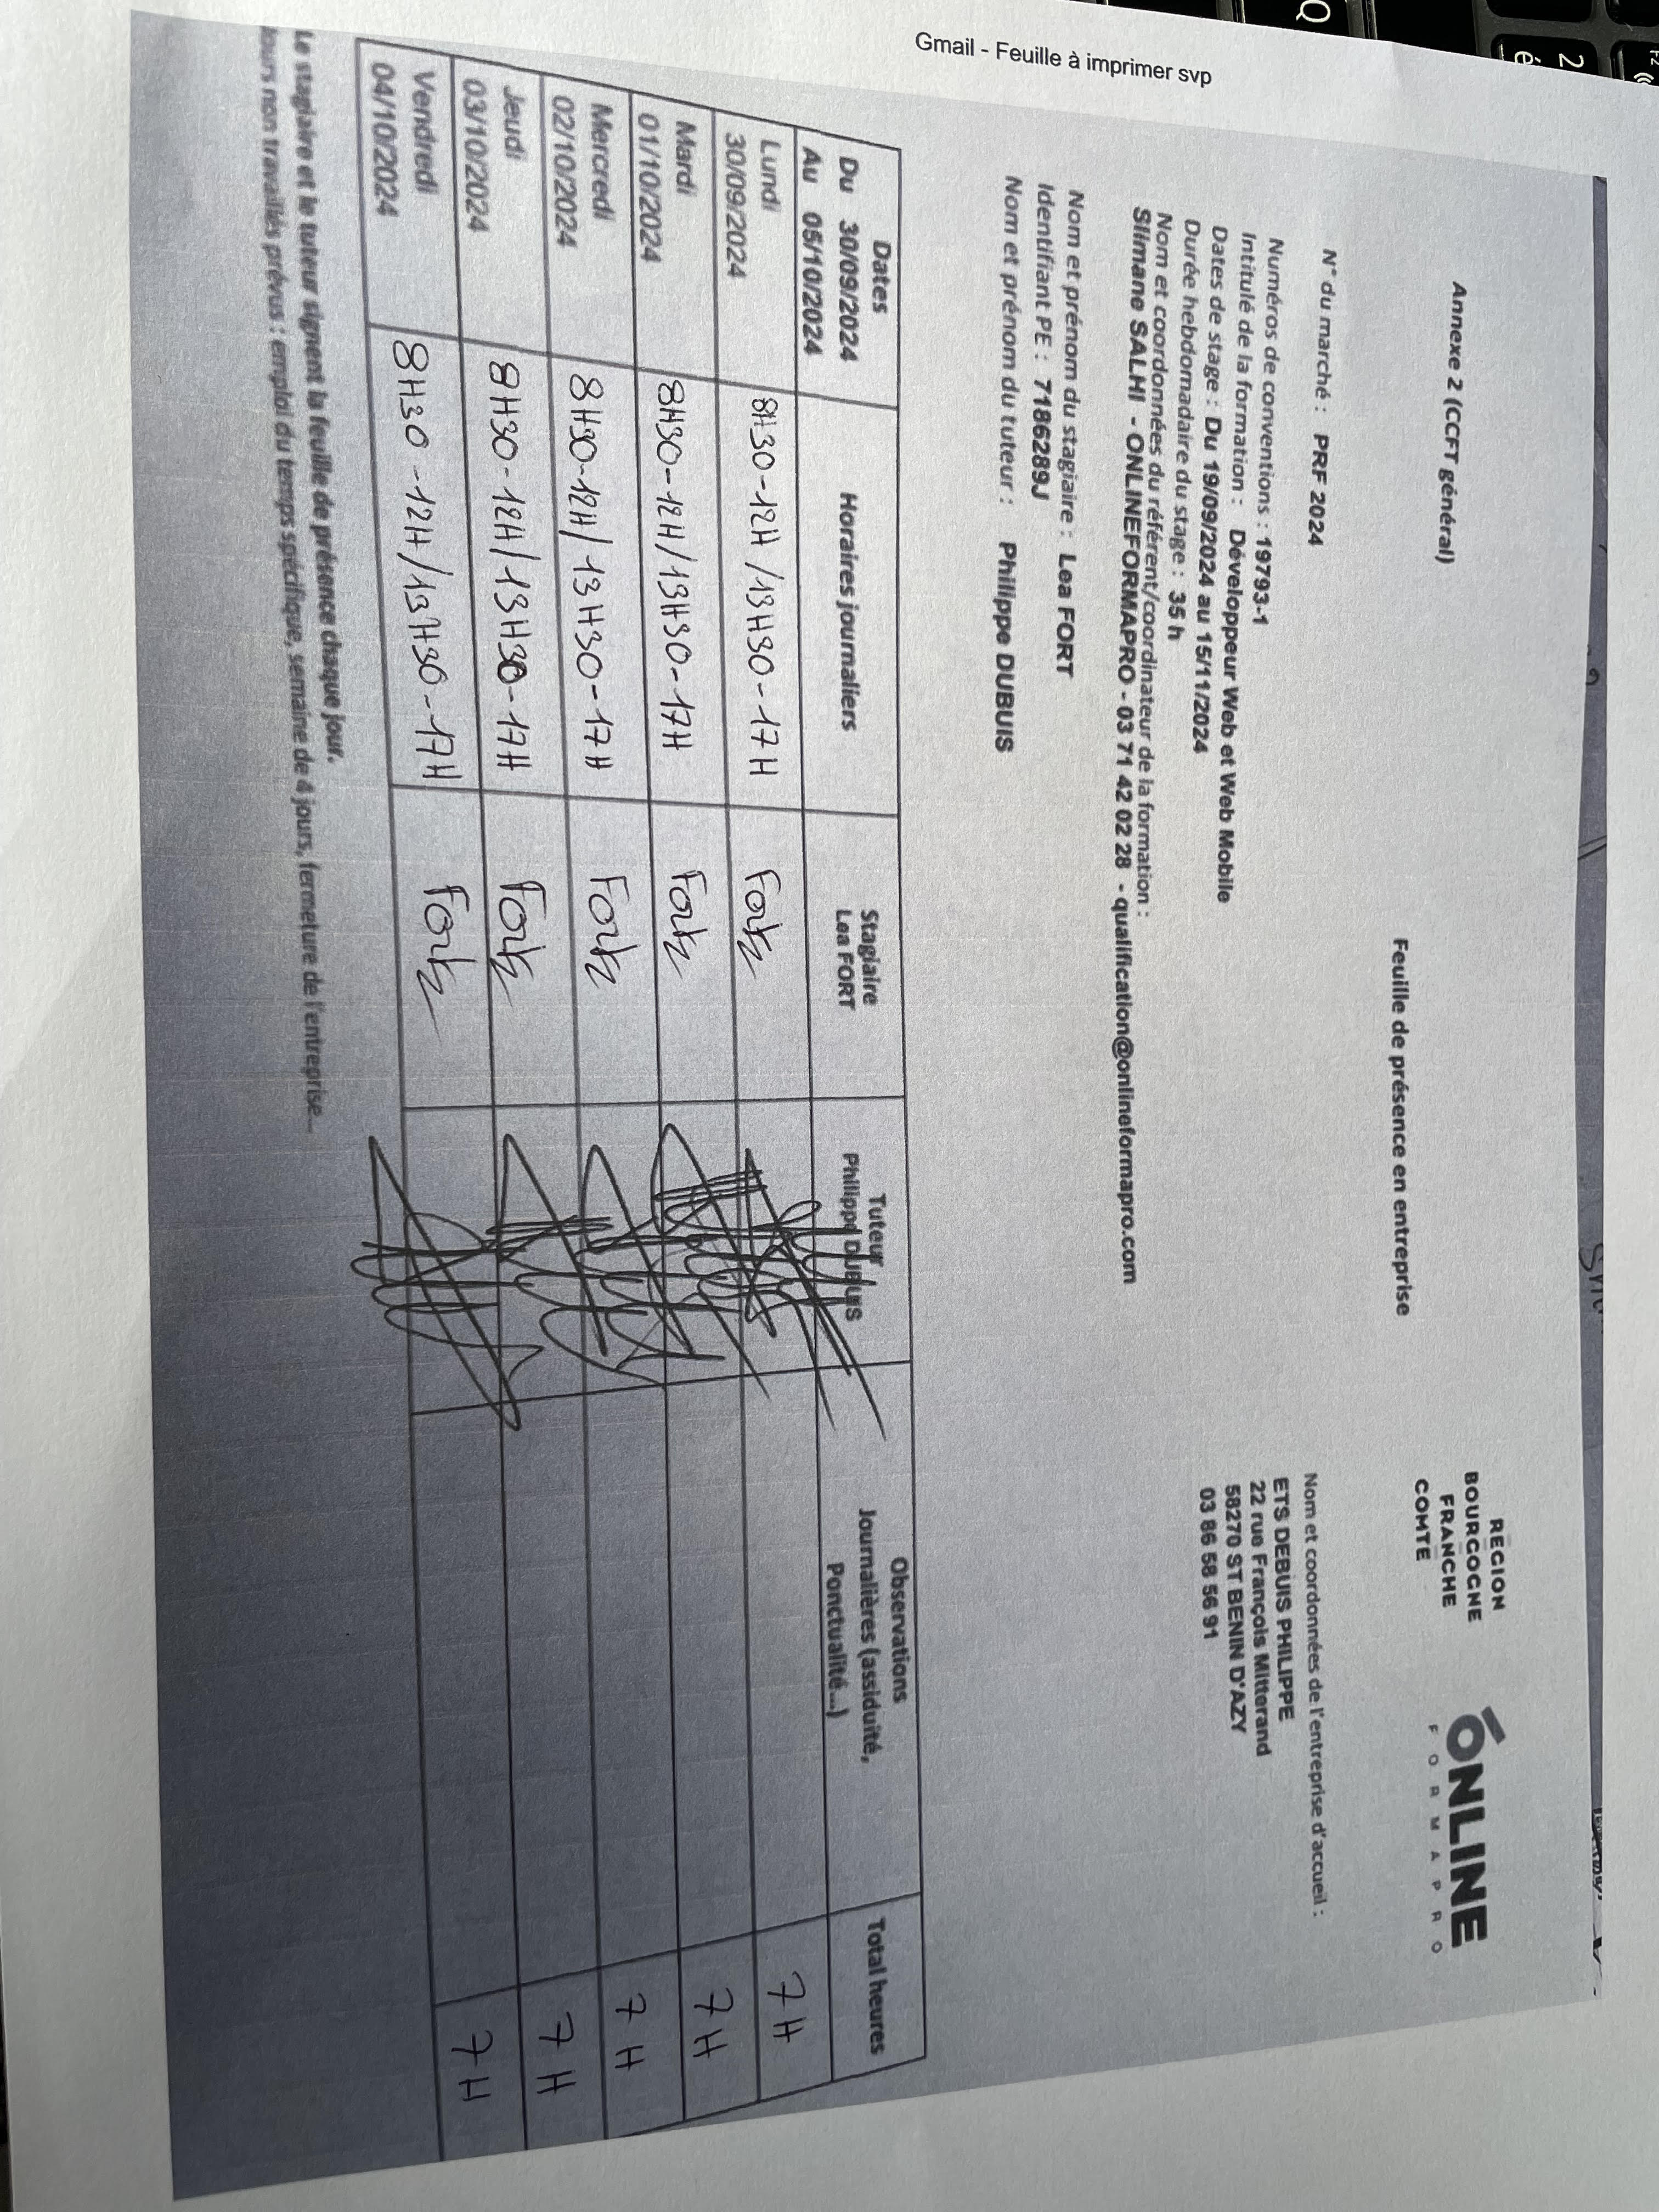 Gmail - Feuille à imprimer svp
Annexe 2 (CCFT général)
Feuille de présence en entreprise
REGION
BOURGOGNE
FRANCHE
COMTE
ONLINE
FORMAPRO
N° du marché : PRF 2024
Numéros de conventions : 19793-1
Intitulé de la formation : Développeur Web et Web Mobile
Dates de stage : Du 19/09/2024 au 15/11/2024
Durée hebdomadaire du stage : 35 h
Nom et coordonnées du référent/coordinateur de la formation :
Slimane SALHI - ONLINEFORMAPRO - 03 71 42 02 28 - qualification@onlineformapro.com
Nom et coordonnées de l'entreprise d'accueil :
ETS DEBUIS PHILIPPE
22 rue François Mitterand
58270 ST BENIN D'AZY
03 86 58 56 91
Nom et prénom du stagiaire : Lea FORT
Identifiant PE : 7186289J
Nom et prénom du tuteur : Philippe DUBUIS
Dates
Du 30/09/2024
Au 05/10/2024
Horaires journaliers
Stagiaire
Lea FORT
Tuteur
Philippe DUBUIS
Observations
Journalières (assiduité,
Ponctualité...)
Total heures
Lundi
30/09/2024
8H30-12H/13H30-17H
Fort
7H
Mardi
01/10/2024
8H30-12H/13H30-17H
Fort
7H
Mercredi
02/10/2024
8H30-12H/13H30-17H
Fort
7H
Jeudi
03/10/2024
8H30-12H/13H30-17H
Fort
7H
Vendredi
04/10/2024
8H30-12H/13H30-17H
Fort
7H
Le stagiaire et le tuteur signent la feuille de présence chaque jour.
Jours non travaillés prévus : emploi du temps spécifique, semaine de 4 jours, fermeture de l'entreprise...